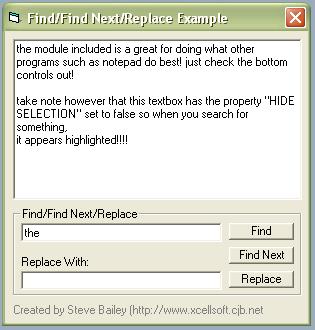 Find/Find Next/Replace Example
the module included is a great for doing what other
programs such as notepad do best! just check the bottom
controls out!
take note however that this textbox has the property "HIDE
SELECTION" set to false so when you search for
something,
it appears highlighted!!!!
Find/Find Next/Replace
the
Find
Find Next
Replace With:
Replace
Created by Steve Bailey (http://www.xcellsoft.cjb.net